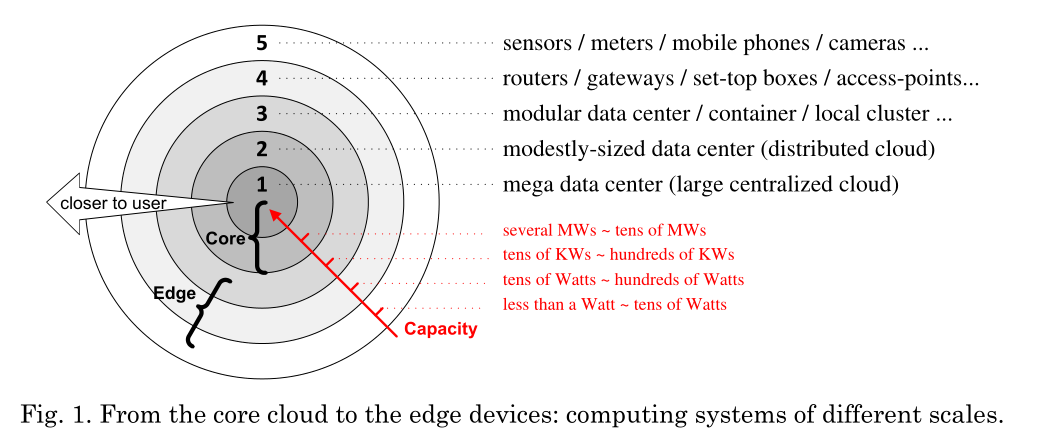 5 sensors / meters / mobile phones / cameras ...
4 routers / gateways / set-top boxes / access-points...
3 modular data center / container / local cluster ...
2 modestly-sized data center (distributed cloud)
1 mega data center (large centralized cloud)
closer to user
several MWs ~ tens of MWs
Core
tens of KWs ~ hundreds of KWs
tens of Watts ~ hundreds of Watts
Edge
less than a Watt ~ tens of Watts
Capacity
Fig. 1. From the core cloud to the edge devices: computing systems of different scales.